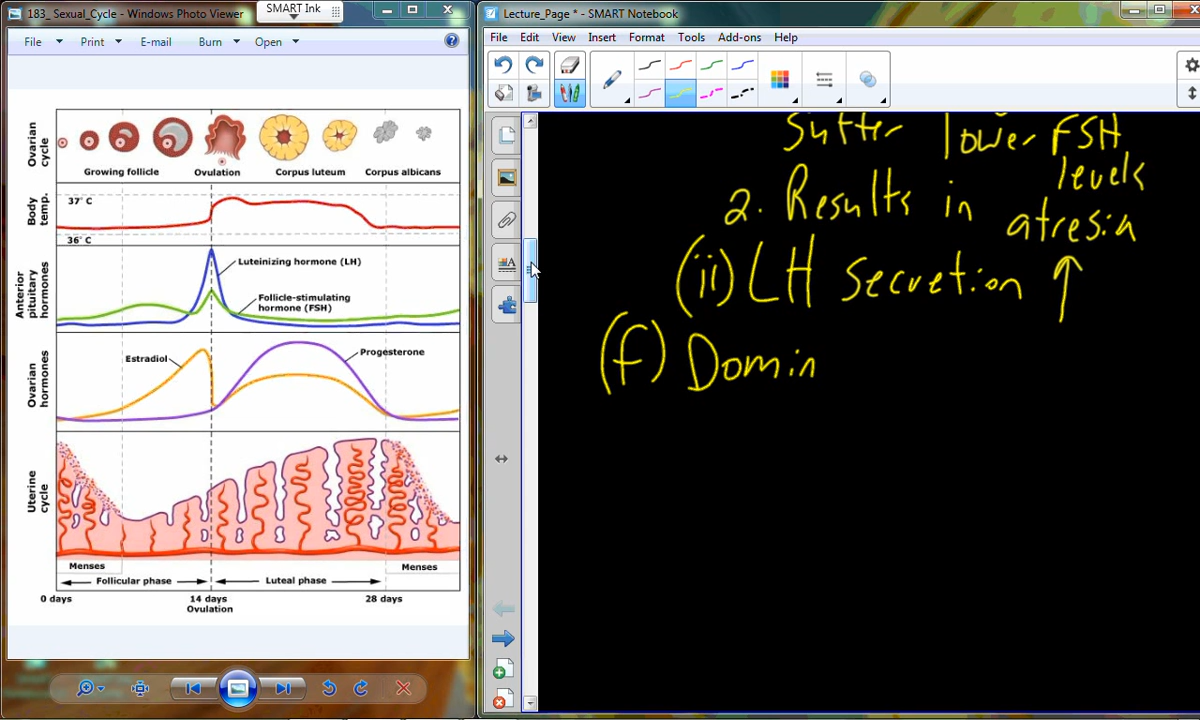 183_ Sexual_Cycle - Windows Photo Viewer
SMART Ink
File Print E-mail Burn Open
Ovarian cycle
Growing follicle Ovulation Corpus luteum Corpus albicans
Body temp.
37° C
36° C
Anterior pituitary hormones
Luteinizing hormone (LH)
Follicle-stimulating
hormone (FSH)
Ovarian hormones
Estradiol
Progesterone
Uterine cycle
Menses
Menses
Follicular phase
Luteal phase
0 days 14 days 28 days
Ovulation
Lecture_Page * - SMART Notebook
File Edit View Insert Format Tools Add-ons Help
Suffer lower FSH
levels
2. Results in atresia
(ii) LH secretion ↑
(f) Domin